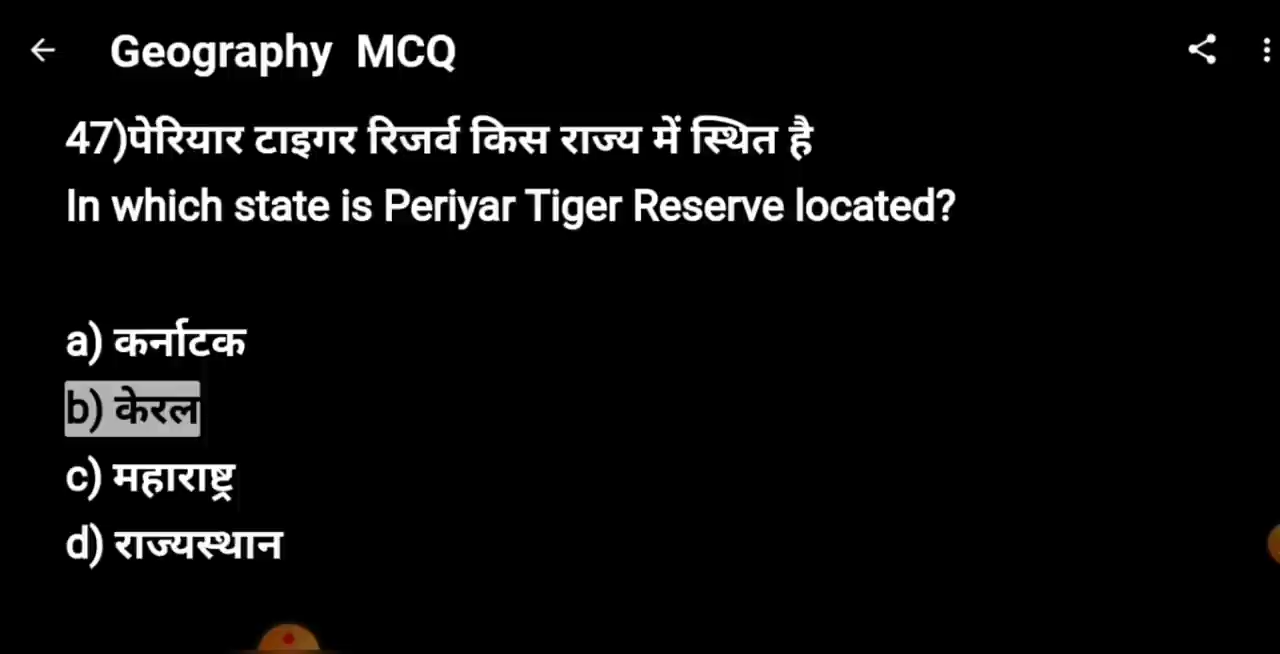 Geography MCQ
47)पेरियार टाइगर रिजर्व किस राज्य में स्थित है
In which state is Periyar Tiger Reserve located?
a) कर्नाटक
b) केरल
c) महाराष्ट्र
d) राज्यस्थान